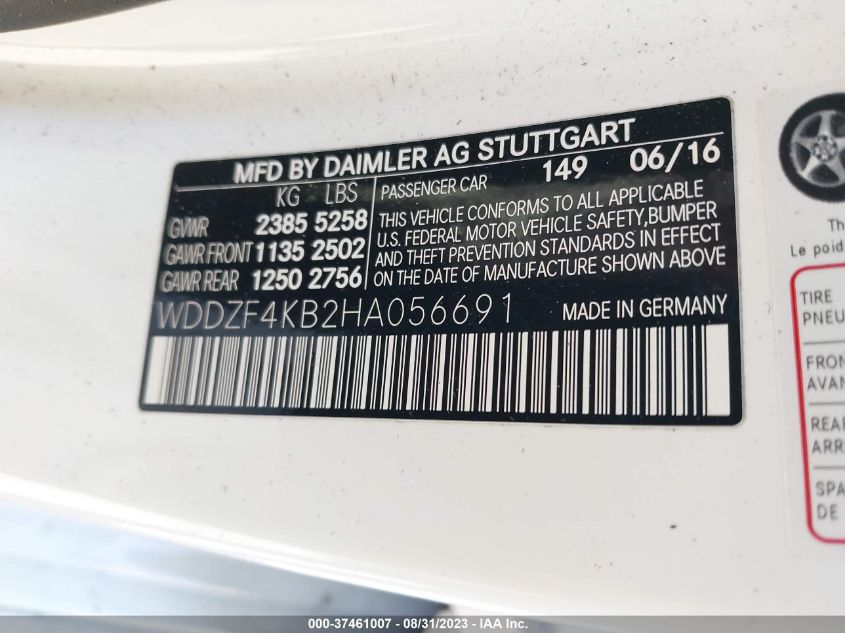 MFD BY DAIMLER AG STUTTGART
KG LBS
GVWR 2385 5258
GAWR FRONT 1135 2502
GAWR REAR 1250 2756
PASSENGER CAR 149 06/16
THIS VEHICLE CONFORMS TO ALL APPLICABLE
U.S. FEDERAL MOTOR VEHICLE SAFETY,BUMPER
AND THEFT PREVENTION STANDARDS IN EFFECT
ON THE DATE OF MANUFACTURE SHOWN ABOVE
WDDZF4KB2HA056691 MADE IN GERMANY
Th
Le poid
TIRE
PNEU
FRON
AVAN
REAR
ARR
SPA
DE
000-37461007 - 08/31/2023 - IAA Inc.